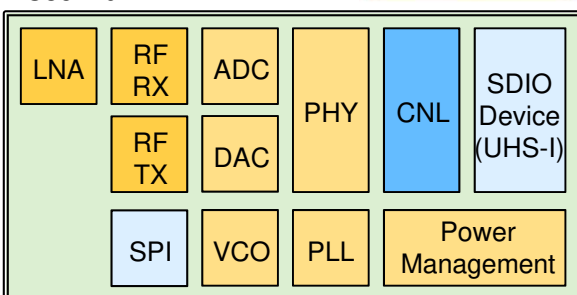 LNA
RF
RX
ADC
PHY
CNL
SDIO
Device
(UHS-I)
RF
TX
DAC
SPI
VCO
PLL
Power
Management